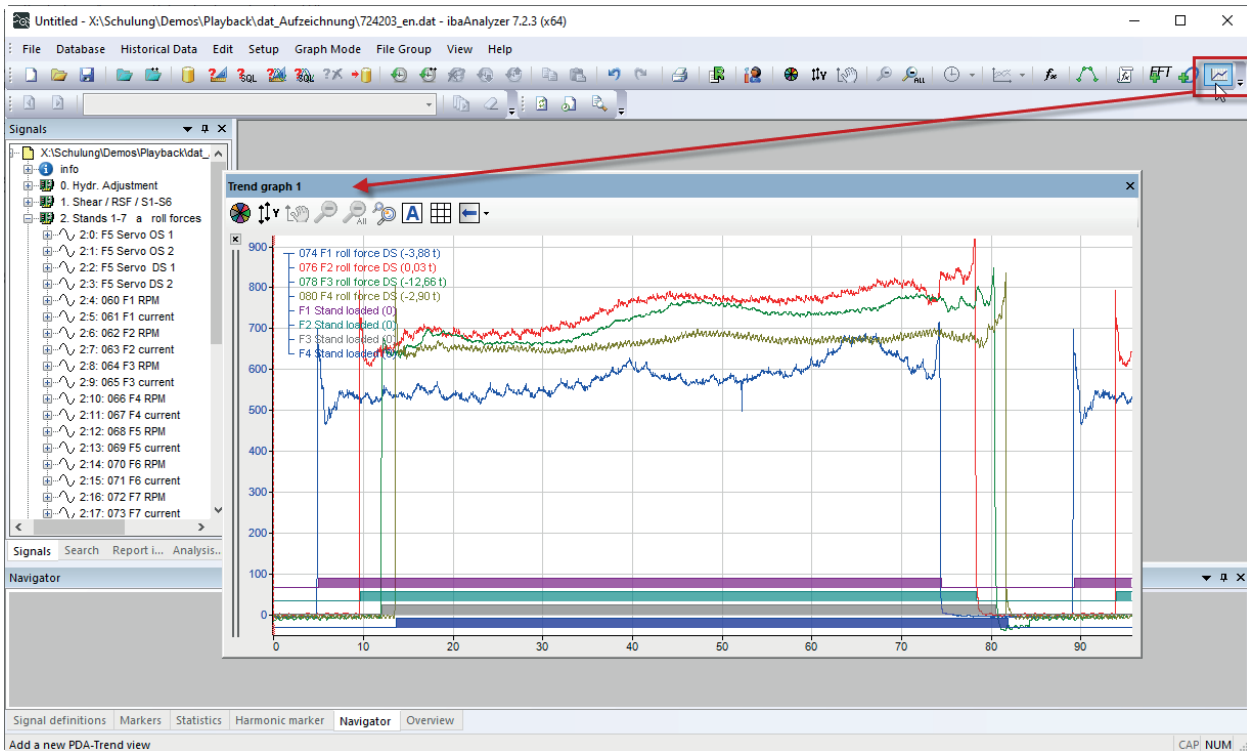 Untitled - X:\Schulung\Demos\Playback\dat_Aufzeichnung\724203_en.dat - ibaAnalyzer 7.2.3 (x64)
File Database Historical Data Edit Setup Graph Mode File Group View Help
SQL SQL Y ALL fx fx FFT
Signals
X:\Schulung\Demos\Playback\dat_
info
0. Hydr. Adjustment
1. Shear / RSF / S1-S6
2. Stands 1-7 a roll forces
2:0: F5 Servo OS 1
2:1: F5 Servo OS 2
2:2: F5 Servo DS 1
2:3: F5 Servo DS 2
2:4: 060 F1 RPM
2:5: 061 F1 current
2:6: 062 F2 RPM
2:7: 063 F2 current
2:8: 064 F3 RPM
2:9: 065 F3 current
2:10: 066 F4 RPM
2:11: 067 F4 current
2:12: 068 F5 RPM
2:13: 069 F5 current
2:14: 070 F6 RPM
2:15: 071 F6 current
2:16: 072 F7 RPM
2:17: 073 F7 current
Signals Search Report i... Analysis..
Trend graph 1
Y All A
900
800
700
600
500
400
300
200
100
0
074 F1 roll force DS (-3,88 t)
076 F2 roll force DS (0,03 t)
078 F3 roll force DS (-12,66 t)
080 F4 roll force DS (-2,90 t)
F1 Stand loaded (0)
F2 Stand loaded (0)
F3 Stand loaded (0)
F4 Stand loaded (0)
0 10 20 30 40 50 60 70 80 90
Navigator
Signal definitions Markers Statistics Harmonic marker Navigator Overview
Add a new PDA-Trend view
CAP NUM